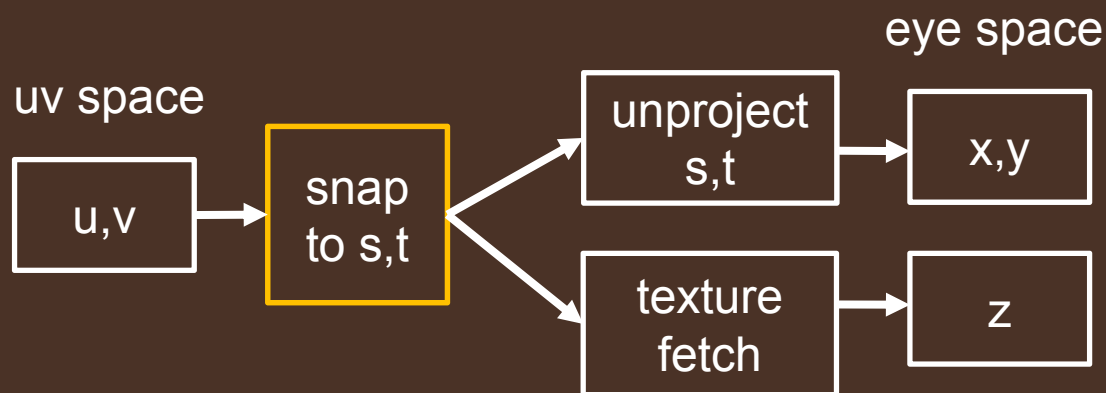 eye space
uv space
u,v
snap
to s,t
unproject
s,t
x,y
texture
fetch
z